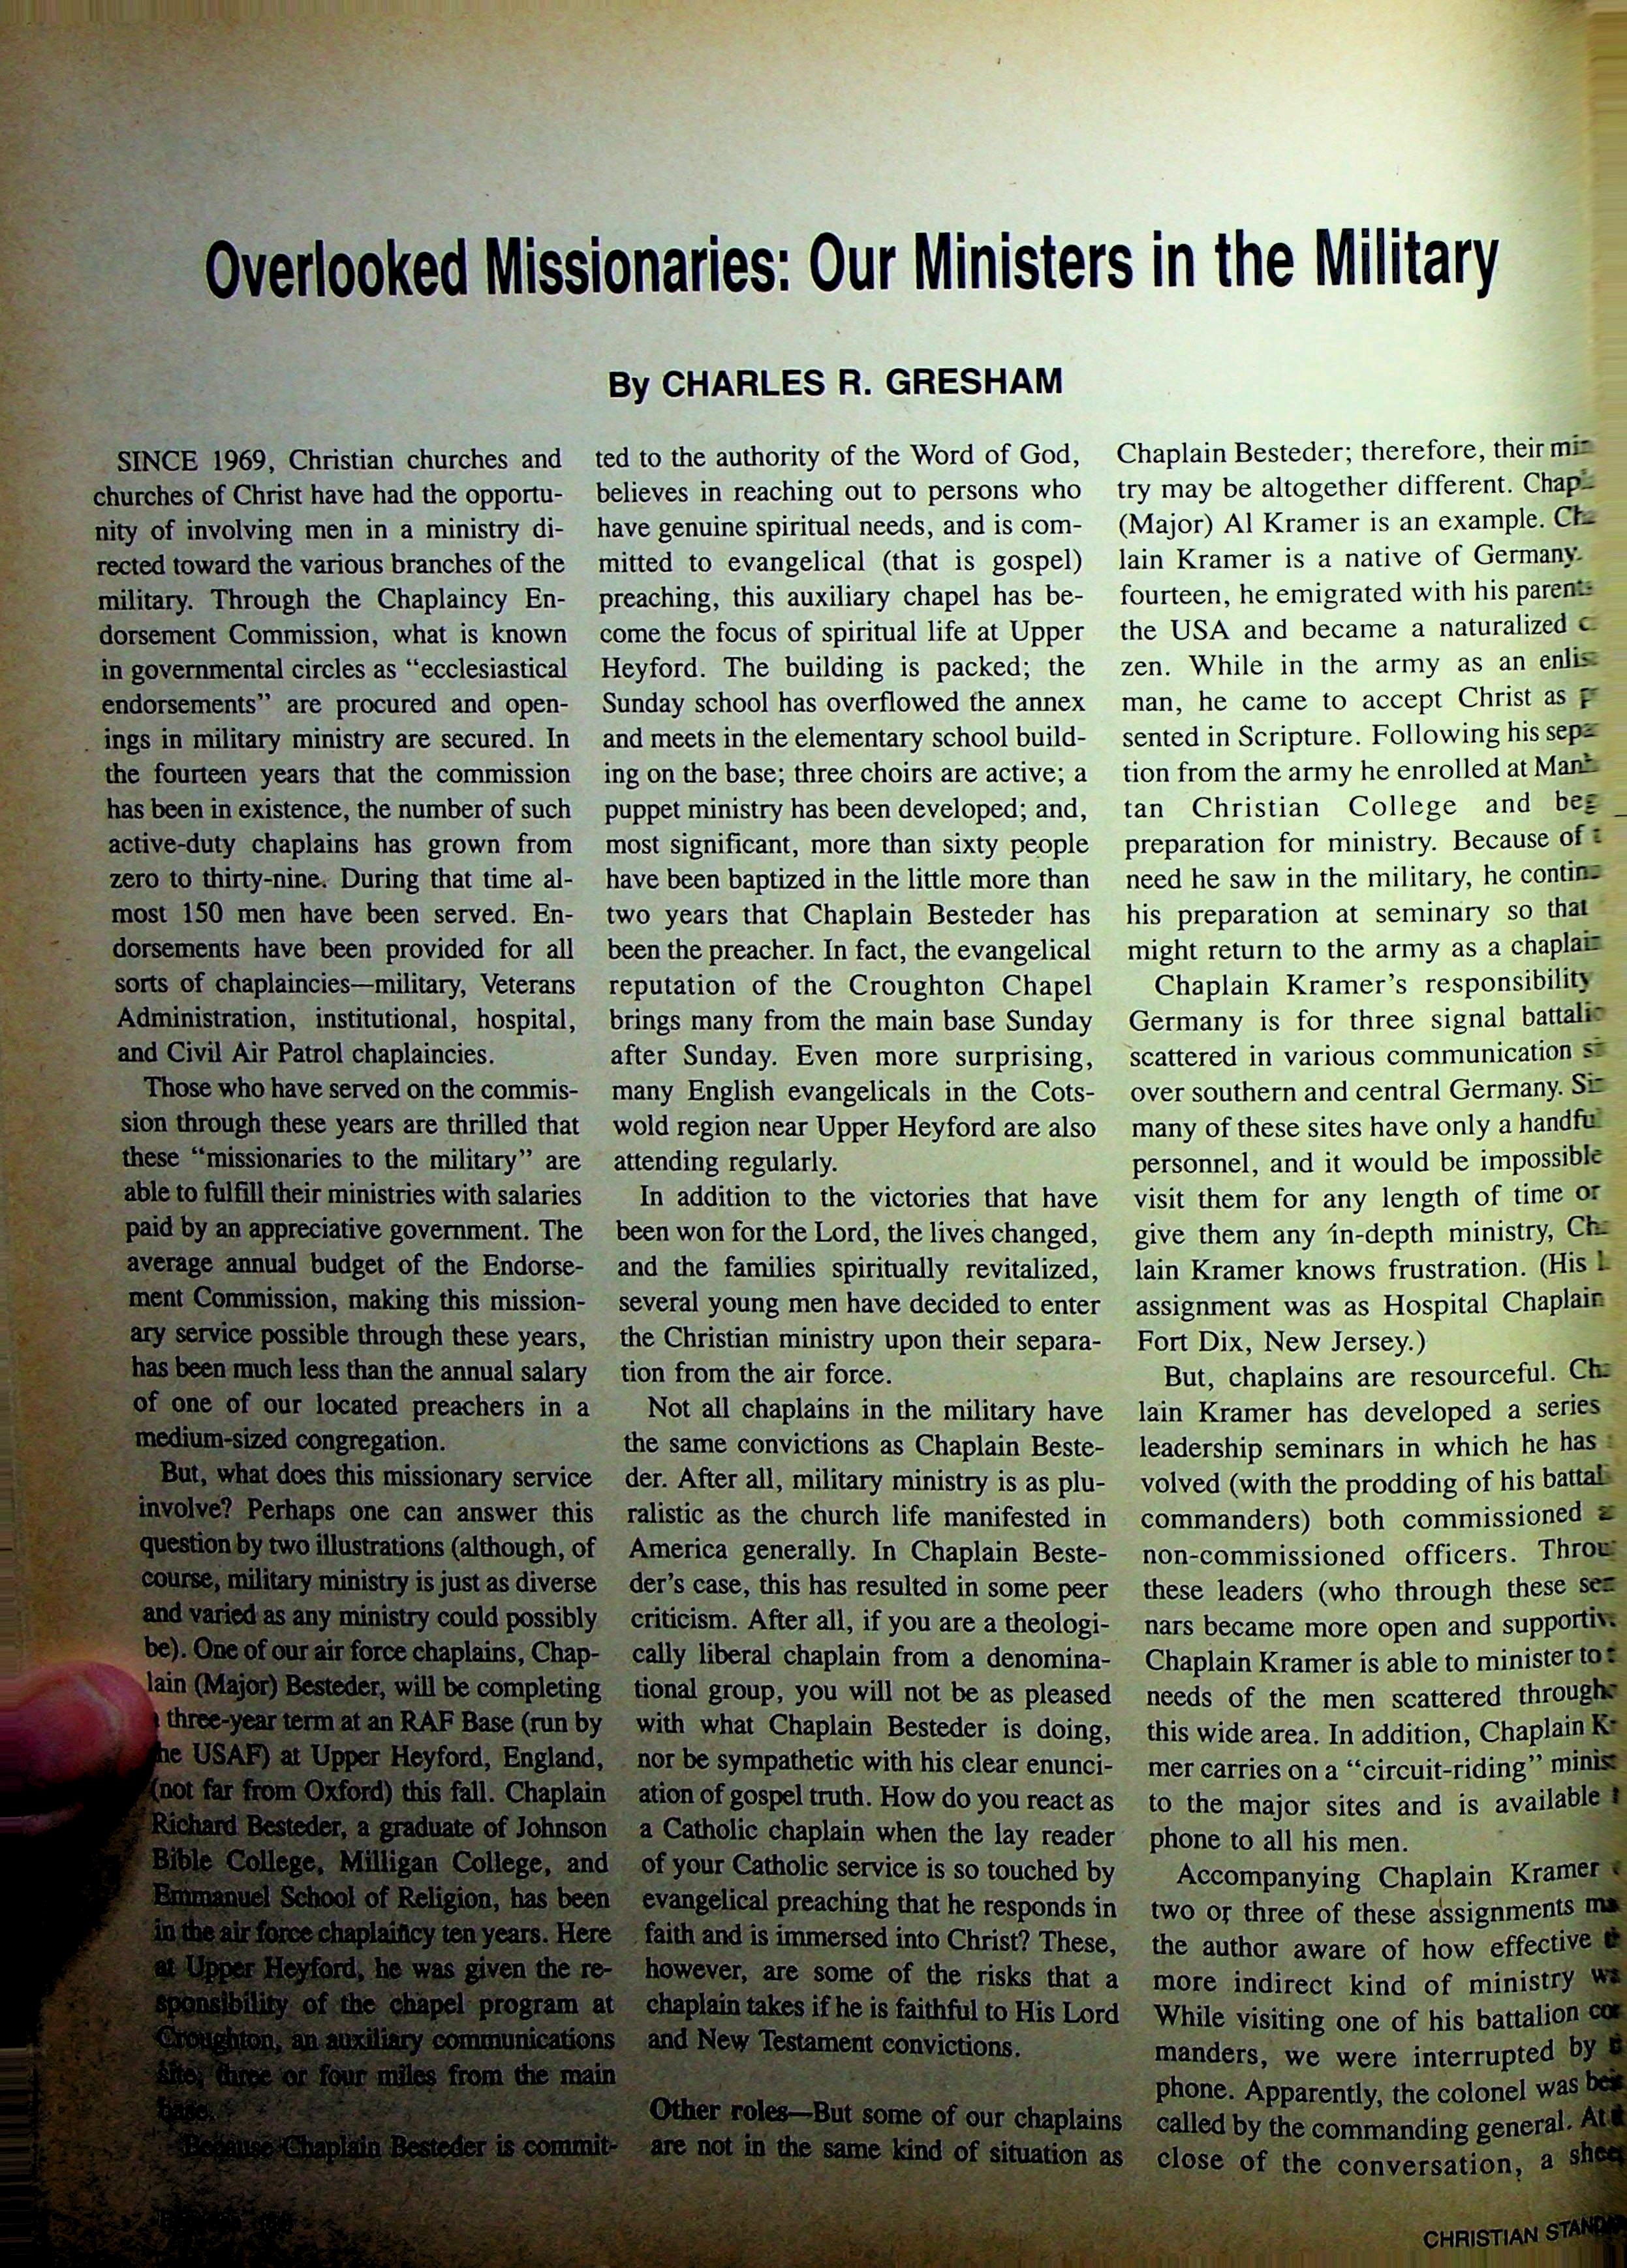 Overlooked Missionaries: Our Ministers in the Military
By CHARLES R. GRESHAM
SINCE 1969, Christian churches and
churches of Christ have had the opportu-
nity of involving men in a ministry di-
rected toward the various branches of the
military. Through the Chaplaincy En-
dorsement Commission, what is known
in governmental circles as "ecclesiastical
endorsements" are procured and open-
ings in military ministry are secured. In
the fourteen years that the commission
has been in existence, the number of such
active-duty chaplains has grown from
zero to thirty-nine. During that time al-
most 150 men have been served. En-
dorsements have been provided for all
sorts of chaplaincies—military, Veterans
Administration, institutional, hospital,
and Civil Air Patrol chaplaincies.
Those who have served on the commis-
sion through these years are thrilled that
these "missionaries to the military" are
able to fulfill their ministries with salaries
paid by an appreciative government. The
average annual budget of the Endorse-
ment Commission, making this mission-
ary service possible through these years,
has been much less than the annual salary
of one of our located preachers in a
medium-sized congregation.
But, what does this missionary service
involve? Perhaps one can answer this
question by two illustrations (although, of
course, military ministry is just as diverse
and varied as any ministry could possibly
be). One of our air force chaplains, Chap-
lain (Major) Besteder, will be completing
three-year term at an RAF Base (run by
he USAF) at Upper Heyford, England,
(not far from Oxford) this fall. Chaplain
Richard Besteder, a graduate of Johnson
Bible College, Milligan College, and
Emmanuel School of Religion, has been
in the air force chaplaincy ten years. Here
at Upper Heyford, he was given the re-
sponsibility of the chapel program at
Croughton, an auxiliary communications
site, three or four miles from the main
base.
Because Chaplain Besteder is commit-
ted to the authority of the Word of God,
believes in reaching out to persons who
have genuine spiritual needs, and is com-
mitted to evangelical (that is gospel)
preaching, this auxiliary chapel has be-
come the focus of spiritual life at Upper
Heyford. The building is packed; the
Sunday school has overflowed the annex
and meets in the elementary school build-
ing on the base; three choirs are active; a
puppet ministry has been developed; and,
most significant, more than sixty people
have been baptized in the little more than
two years that Chaplain Besteder has
been the preacher. In fact, the evangelical
reputation of the Croughton Chapel
brings many from the main base Sunday
after Sunday. Even more surprising,
many English evangelicals in the Cots-
wold region near Upper Heyford are also
attending regularly.
In addition to the victories that have
been won for the Lord, the lives changed,
and the families spiritually revitalized,
several young men have decided to enter
the Christian ministry upon their separa-
tion from the air force.
Not all chaplains in the military have
the same convictions as Chaplain Beste-
der. After all, military ministry is as plu-
ralistic as the church life manifested in
America generally. In Chaplain Beste-
der's case, this has resulted in some peer
criticism. After all, if you are a theologi-
cally liberal chaplain from a denomina-
tional group, you will not be as pleased
with what Chaplain Besteder is doing,
nor be sympathetic with his clear enunci-
ation of gospel truth. How do you react as
a Catholic chaplain when the lay reader
of your Catholic service is so touched by
evangelical preaching that he responds in
faith and is immersed into Christ? These,
however, are some of the risks that a
chaplain takes if he is faithful to His Lord
and New Testament convictions.
Other roles—But some of our chaplains
are not in the same kind of situation as
Chaplain Besteder; therefore, their
try may be altogether different.
(Major) Al Kramer is an example.
lain Kramer is a native of Germany.
fourteen, he emigrated with his
the USA and became a naturalized
zen. While in the army as an
man, he came to accept Christ as
sented in Scripture. Following his
tion from the army he enrolled at
tan Christian College and
preparation for ministry. Because of
need he saw in the military, he
his preparation at seminary so that
might return to the army as a
Chaplain Kramer's responsibility
Germany is for three signal
scattered in various communication
over southern and central Germany.
many of these sites have only a
personnel, and it would be impossible
visit them for any length of time or
give them any in-depth ministry,
lain Kramer knows frustration. (His
assignment was as Hospital Chaplain
Fort Dix, New Jersey.)
But, chaplains are resourceful.
lain Kramer has developed a series
leadership seminars in which he has
volved (with the prodding of his
commanders) both commissioned
non-commissioned officers.
these leaders (who through these
nars became more open and
Chaplain Kramer is able to minister to
needs of the men scattered
this wide area. In addition, Chaplain
mer carries on a "circuit-riding"
to the major sites and is available
phone to all his men.
Accompanying Chaplain Kramer
two or three of these assignments
the author aware of how effective
more indirect kind of ministry
While visiting one of his battalion
manders, we were interrupted by
phone. Apparently, the colonel was
called by the commanding general. At
close of the conversation, a
CHRISTIAN